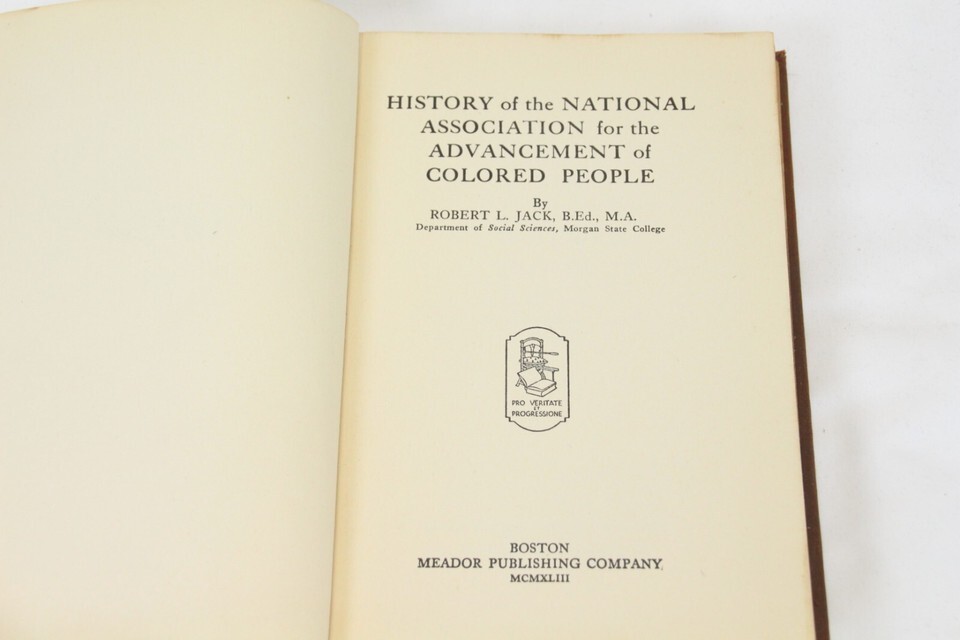 HISTORY of the NATIONAL
ASSOCIATION for the
ADVANCEMENT of
COLORED PEOPLE
By
ROBERT L. JACK, B.Ed., M.A.
Department of Social Sciences, Morgan State College
PRO VERITATE
ET
PROGRESSIONE
BOSTON
MEADOR PUBLISHING COMPANY
MCMXLIII